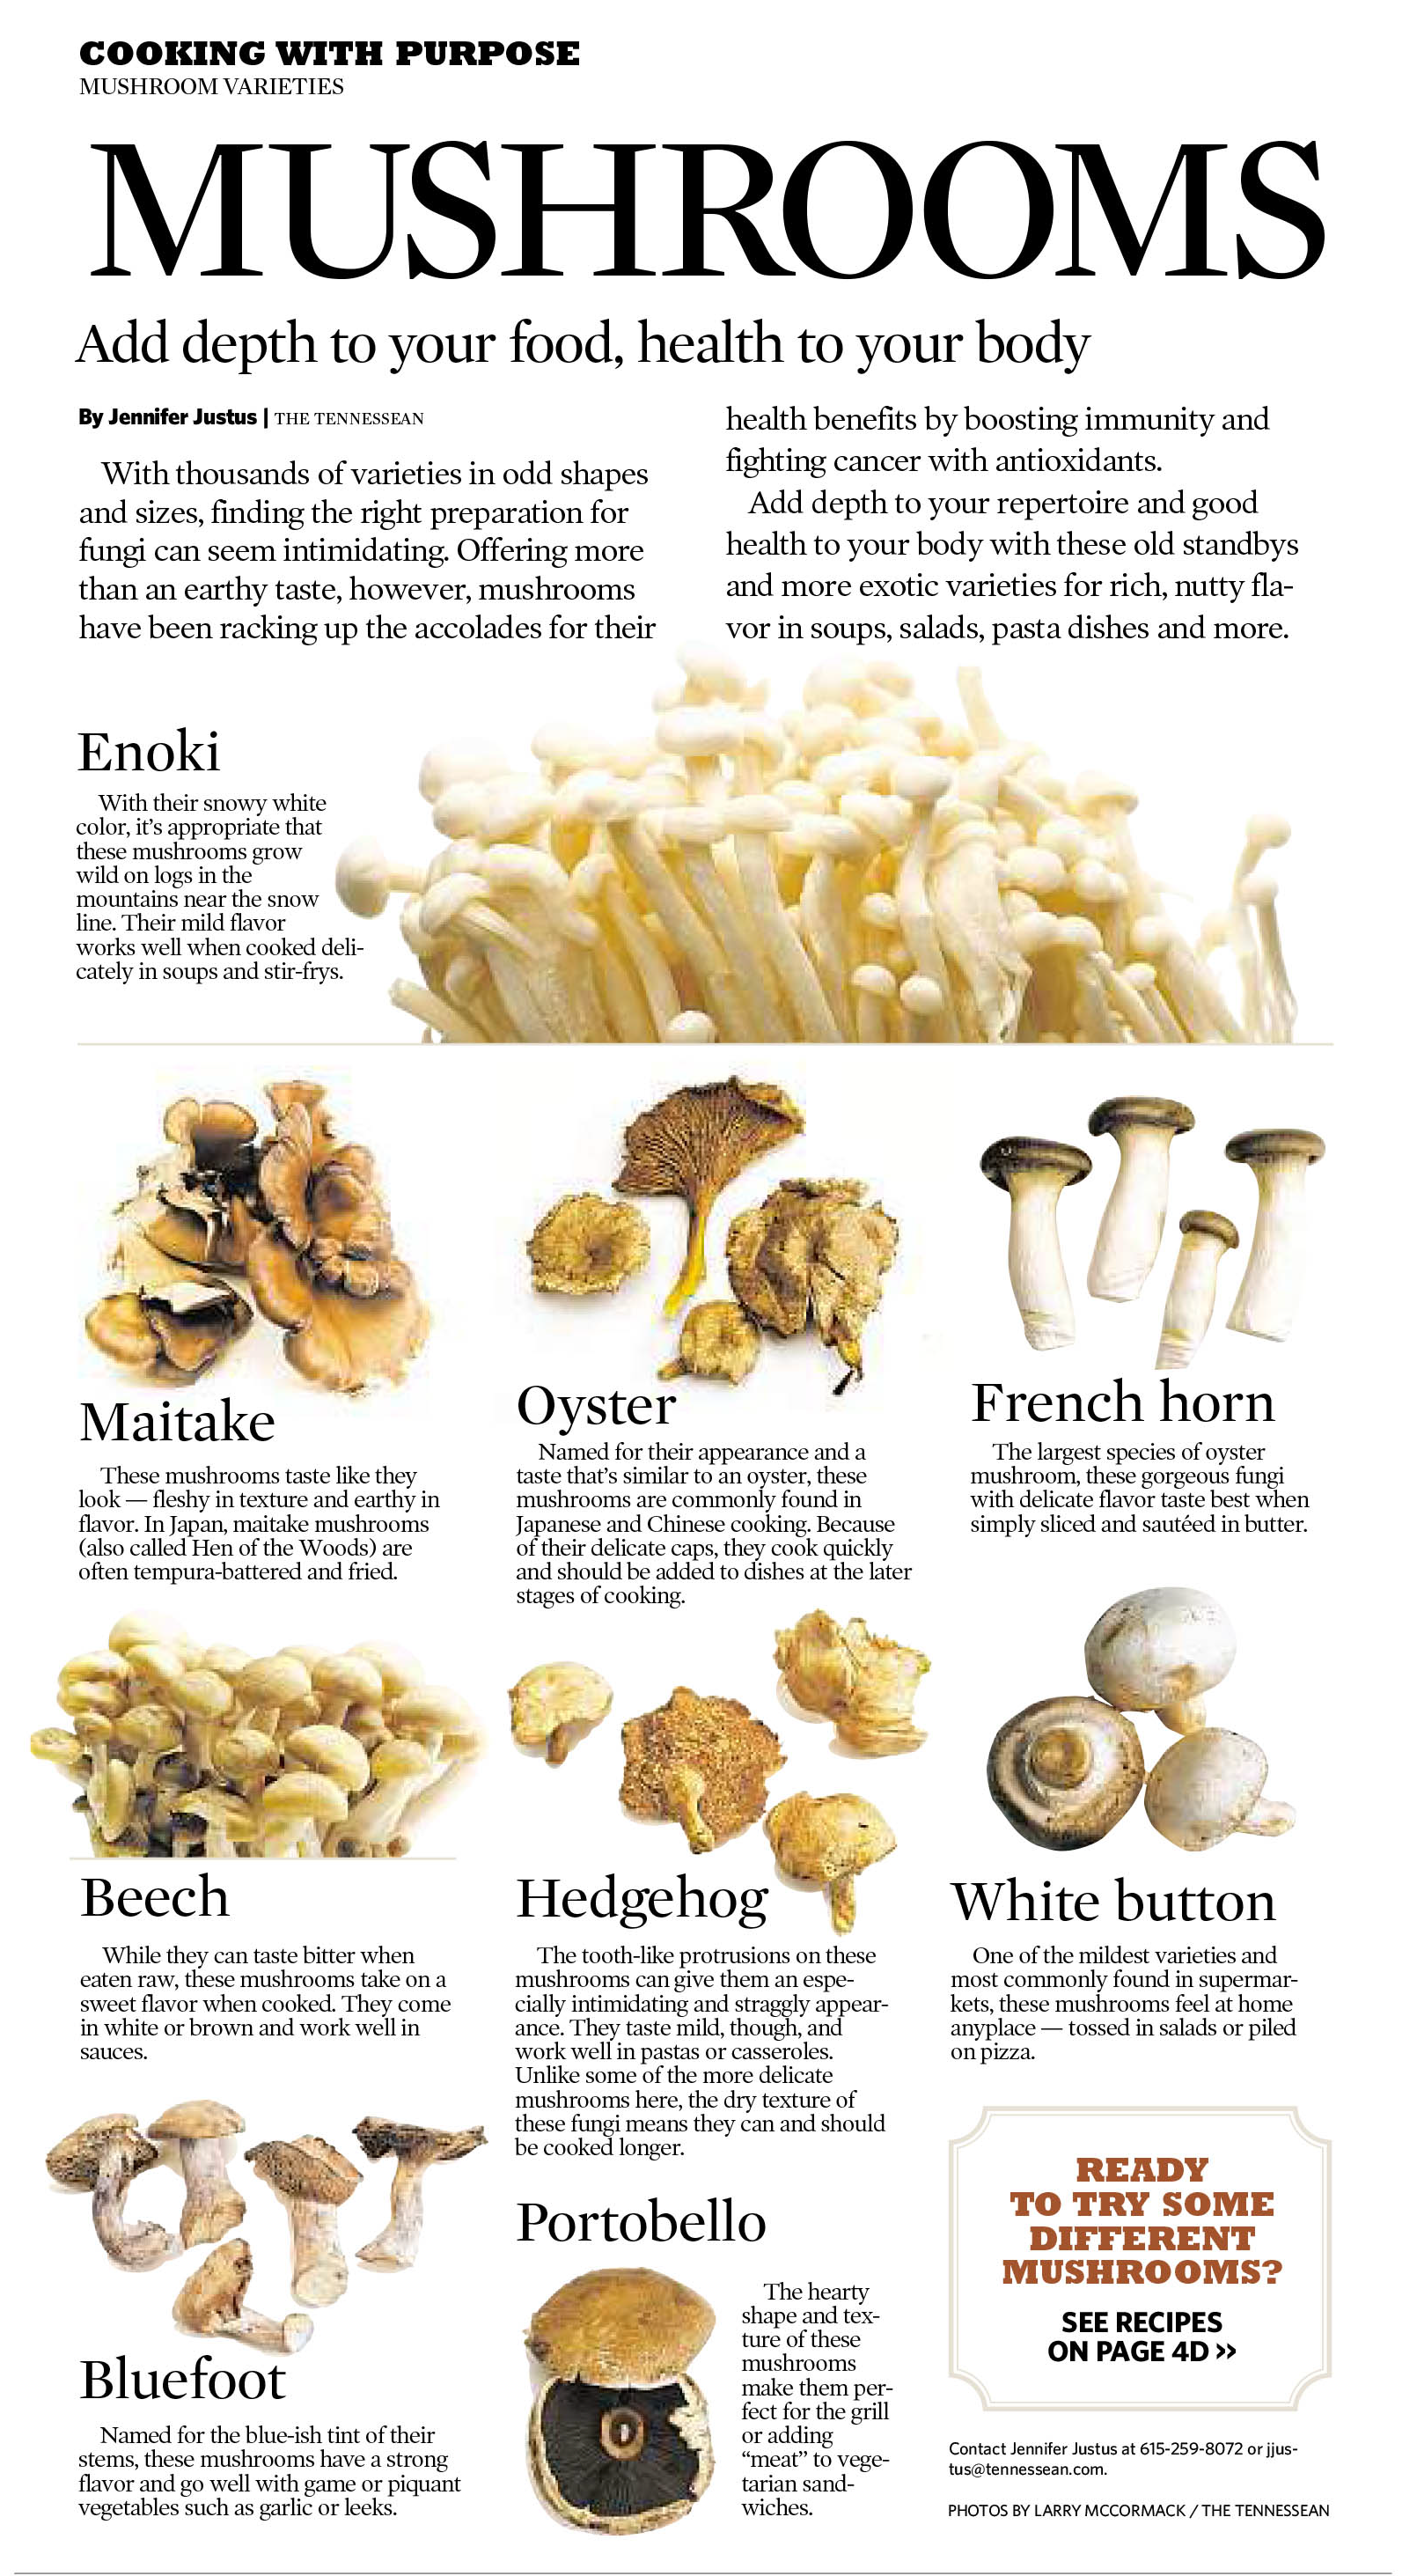 COOKING WITH PURPOSE
MUSHROOM VARIETIES
MUSHROOMS
Add depth to your food, health to your body
By Jennifer Justus | THE TENNESSEAN
With thousands of varieties in odd shapes
and sizes, finding the right preparation for
fungi can seem intimidating. Offering more
than an earthy taste, however, mushrooms
have been racking up the accolades for their
health benefits by boosting immunity and
fighting cancer with antioxidants.
Add depth to your repertoire and good
health to your body with these old standbys
and more exotic varieties for rich, nutty fla-
vor in soups, salads, pasta dishes and more.
Enoki
With their snowy white
color, it’s appropriate that
these mushrooms grow
wild on logs in the
mountains near the snow
line. Their mild flavor
works well when cooked deli-
cately in soups and stir-frys.
Maitake
These mushrooms taste like they
look — fleshy in texture and earthy in
flavor. In Japan, maitake mushrooms
(also called Hen of the Woods) are
often tempura-battered and fried.
Oyster
Named for their appearance and a
taste that’s similar to an oyster, these
mushrooms are commonly found in
Japanese and Chinese cooking. Because
of their delicate caps, they cook quickly
and should be added to dishes at the later
stages of cooking.
French horn
The largest species of oyster
mushroom, these gorgeous fungi
with delicate flavor taste best when
simply sliced and sautéed in butter.
Beech
While they can taste bitter when
eaten raw, these mushrooms take on a
sweet flavor when cooked. They come
in white or brown and work well in
sauces.
Hedgehog
The tooth-like protrusions on these
mushrooms can give them an espe-
cially intimidating and straggly appear-
ance. They taste mild, though, and
work well in pastas or casseroles.
Unlike some of the more delicate
mushrooms here, the dry texture of
these fungi means they can and should
be cooked longer.
White button
One of the mildest varieties and
most commonly found in supermar-
kets, these mushrooms feel at home
anyplace — tossed in salads or piled
on pizza.
Bluefoot
Named for the blue-ish tint of their
stems, these mushrooms have a strong
flavor and go well with game or piquant
vegetables such as garlic or leeks.
Portobello
The hearty
shape and tex-
ture of these
mushrooms
make them per-
fect for the grill
or adding
“meat” to vege-
tarian sand-
wiches.
READY
TO TRY SOME
DIFFERENT
MUSHROOMS?
SEE RECIPES
ON PAGE 4D »
Contact Jennifer Justus at 615-259-8072 or jjus-
tus@tennessean.com.
PHOTOS BY LARRY MCCORMACK / THE TENNESSEAN